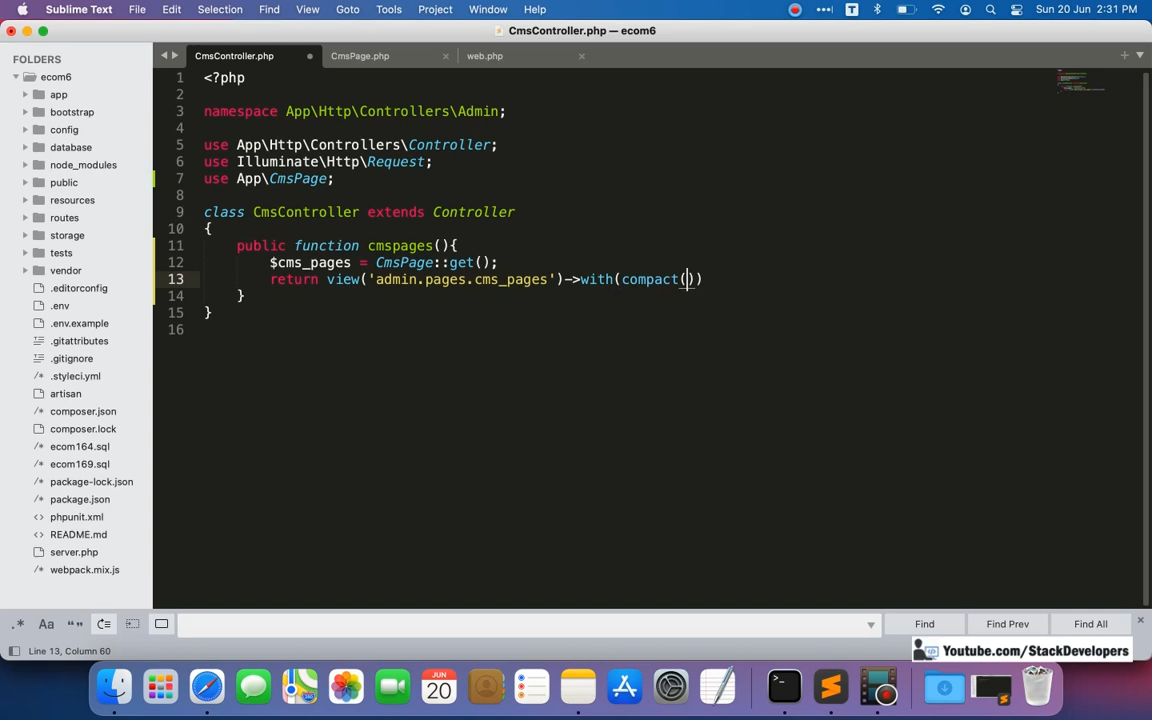 Sublime Text File Edit Selection Find View Goto Tools Project Window Help T Sun 20 Jun 2:31 PM
CmsController.php — ecom6
FOLDERS
ecom6
app
bootstrap
config
database
node_modules
public
resources
routes
storage
tests
vendor
.editorconfig
.env
.env.example
.gitattributes
.gitignore
.styleci.yml
artisan
composer.json
composer.lock
ecom164.sql
ecom169.sql
package-lock.json
package.json
phpunit.xml
README.md
server.php
webpack.mix.js
CmsController.php CmsPage.php web.php
1 <?php
2
3 namespace App\Http\Controllers\Admin;
4
5 use App\Http\Controllers\Controller;
6 use Illuminate\Http\Request;
7 use App\CmsPage;
8
9 class CmsController extends Controller
10 {
11 public function cmspages(){
12 $cms_pages = CmsPage::get();
13 return view('admin.pages.cms_pages')->with(compact())
14 }
15 }
16
.* Aa “” Find Find Prev Find All
Line 13, Column 60
Youtube.com/StackDevelopers
JUN
20